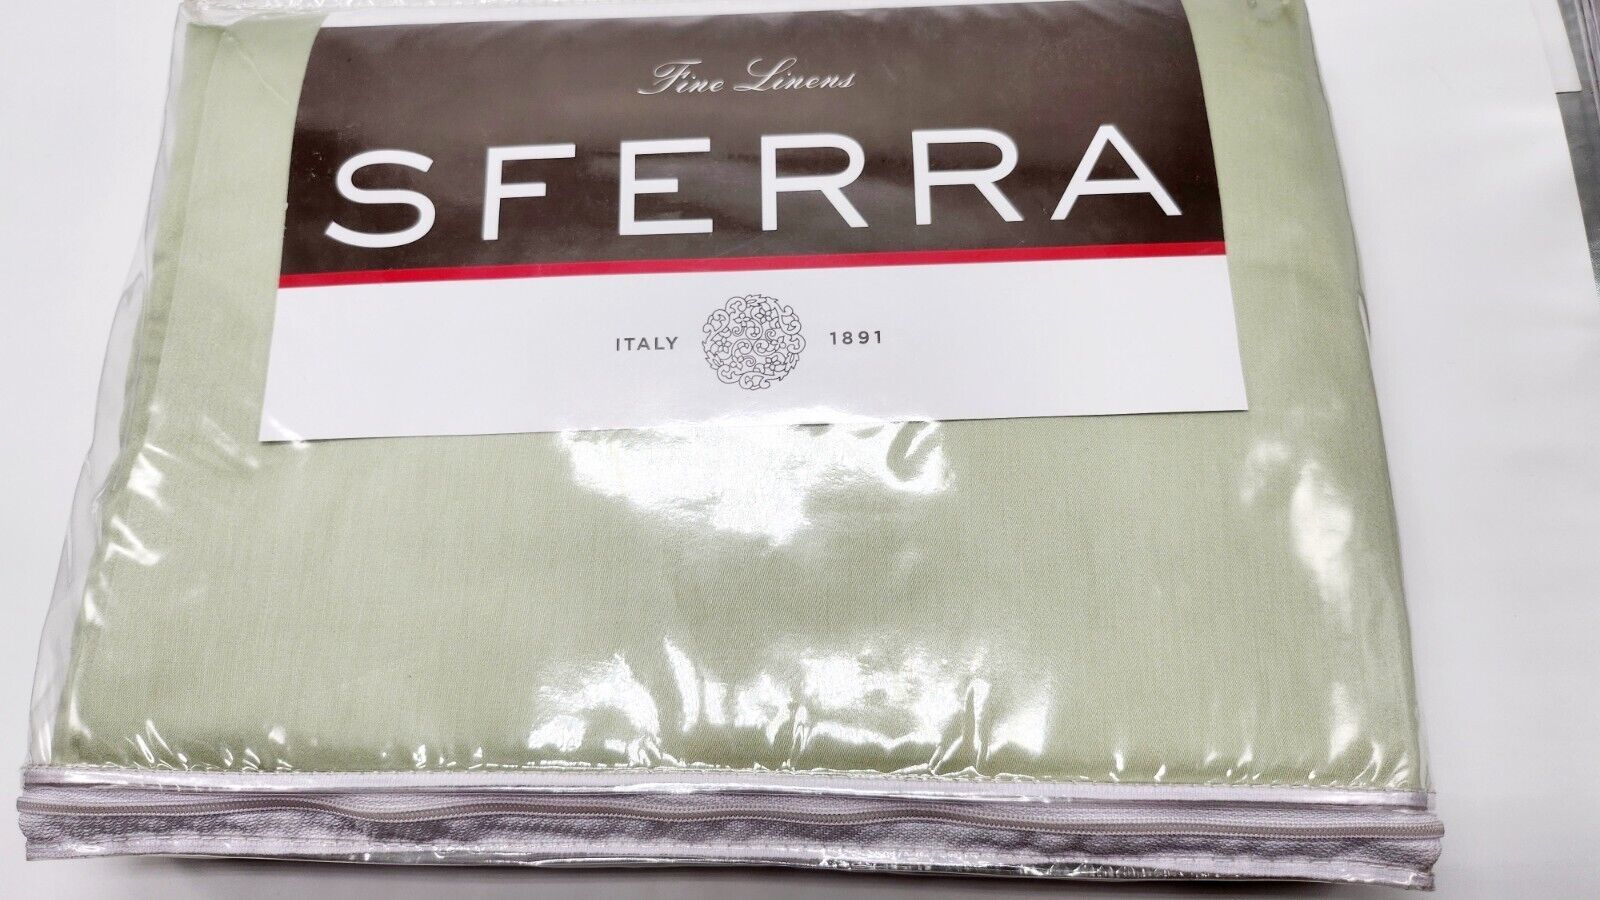 Fine Linens
SFERRA
ITALY 1891